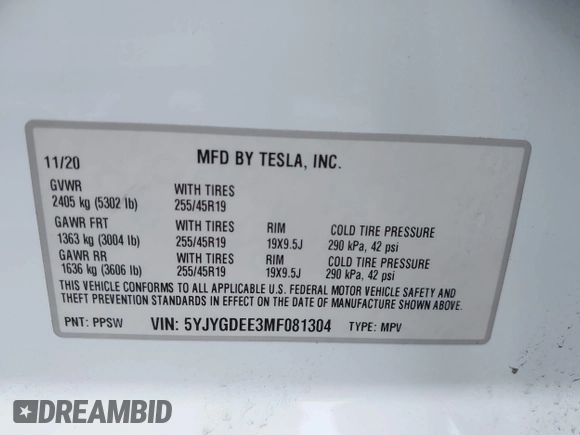 11/20 MFD BY TESLA, INC.
GVWR WITH TIRES
2405 kg (5302 lb) 255/45R19
GAWR FRT WITH TIRES RIM COLD TIRE PRESSURE
1363 kg (3004 lb) 255/45R19 19X9.5J 290 kPa, 42 psi
GAWR RR WITH TIRES RIM COLD TIRE PRESSURE
1636 kg (3606 lb) 255/45R19 19X9.5J 290 kPa, 42 psi
THIS VEHICLE CONFORMS TO ALL APPLICABLE U.S. FEDERAL MOTOR VEHICLE SAFETY AND
THEFT PREVENTION STANDARDS IN EFFECT ON THE DATE OF MANUFACTURE SHOWN ABOVE.
PNT: PPSW VIN: 5YJYGDEE3MF081304 TYPE: MPV
DREAMBID